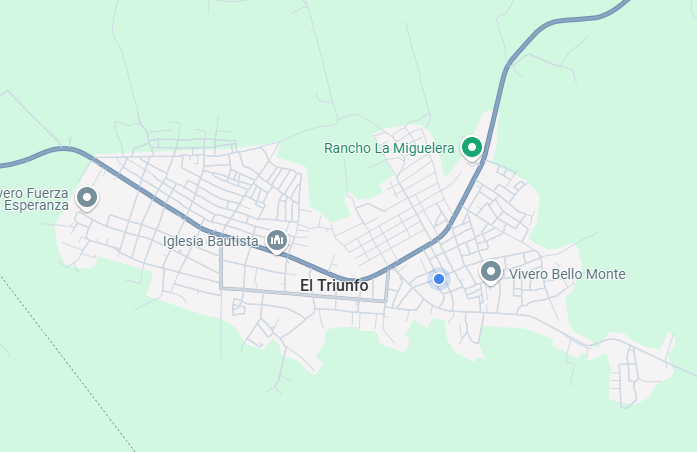 Rancho La Miguelera
vero Fuerza
Esperanza
Iglesia Bautista
Vivero Bello Monte
El Triunfo